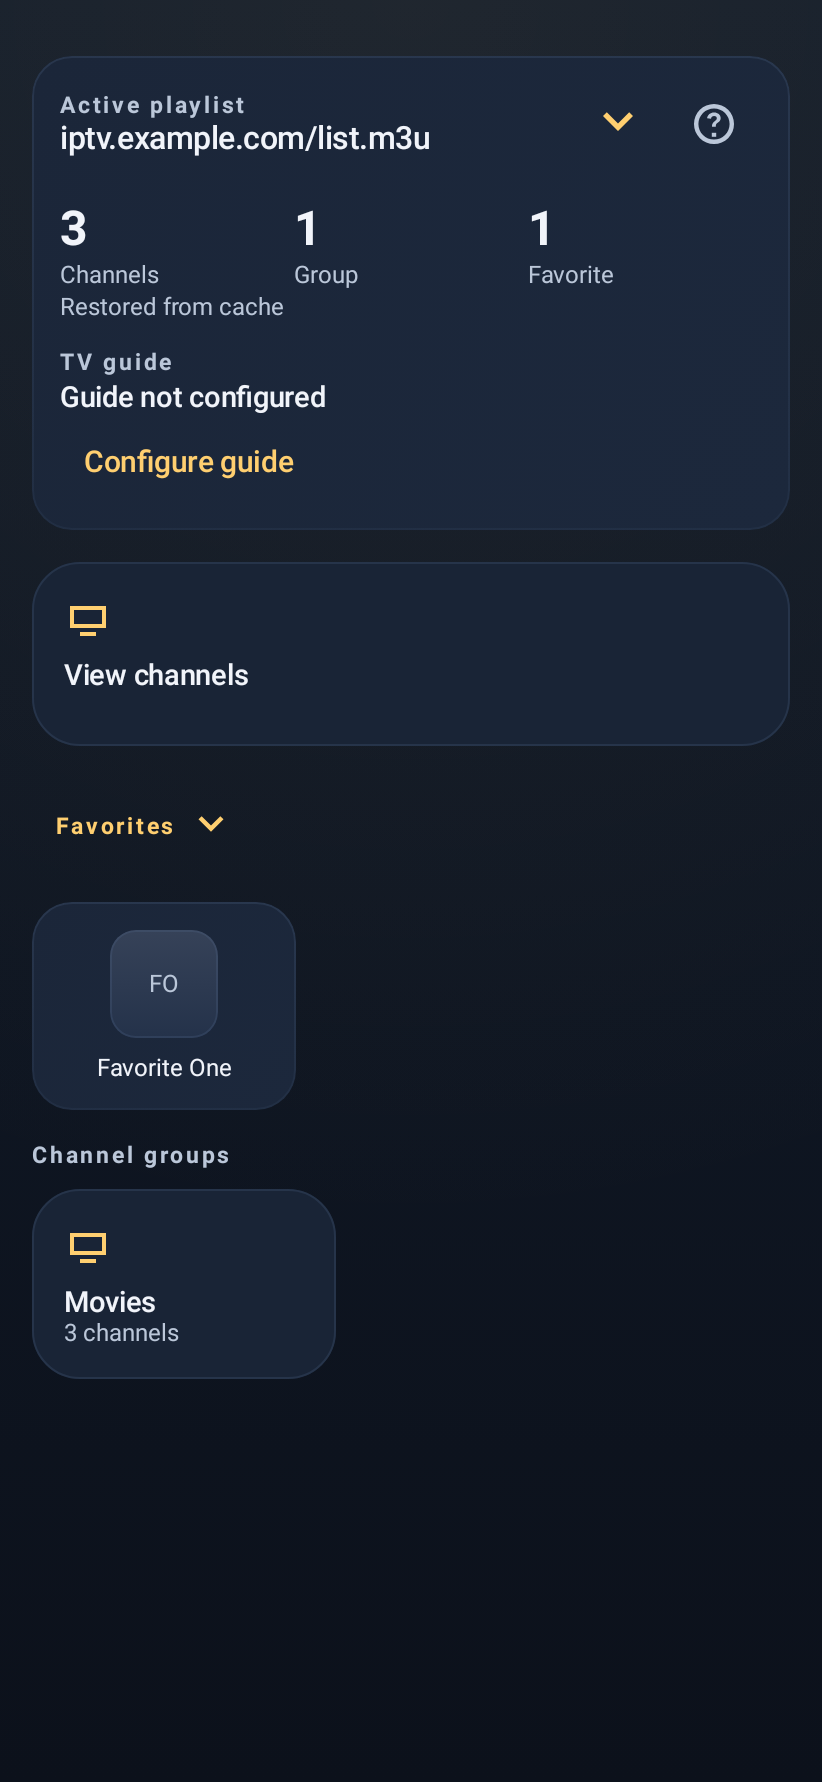 Active playlist
iptv.example.com/list.m3u
3 1 1
Channels Group Favorite
Restored from cache
TV guide
Guide not configured
Configure guide
View channels
Favorites
FO
Favorite One
Channel groups
Movies
3 channels